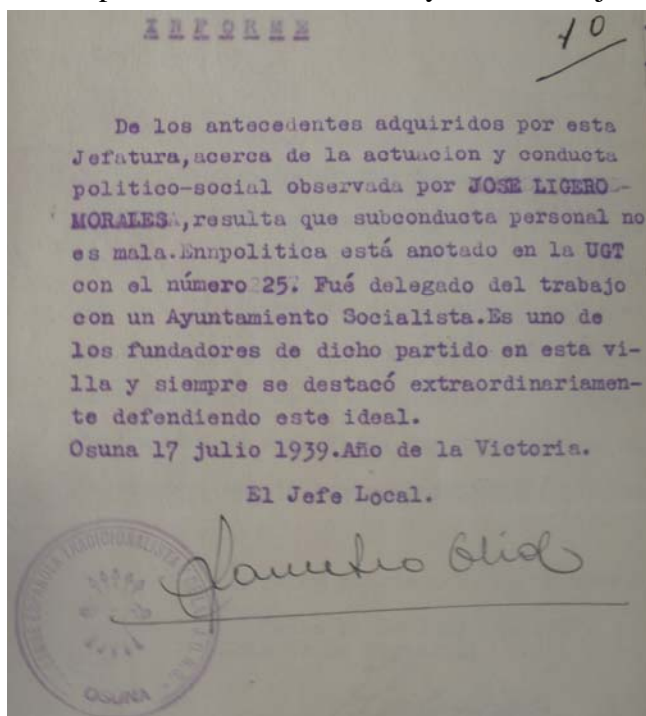 INFORME
10
De los antecedentes adquiridos por esta
Jefatura,acerca de la actuacion y conducta
politico-social observada por JOSE LIGERO-
MORALES,resulta que subconducta personal no
es mala.Ennpolitica está anotado en la UGT
con el número 25. Fué delegado del trabajo
con un Ayuntamiento Socialista.Es uno de
los fundadores de dicho partido en esta vi-
lla y siempre se destacó extraordinariamen-
te defendiendo este ideal.
Osuna 17 julio 1939.Año de la Victoria.
El Jefe Local.
ESPAÑOLA TRADICIONALISTA
OSUNA